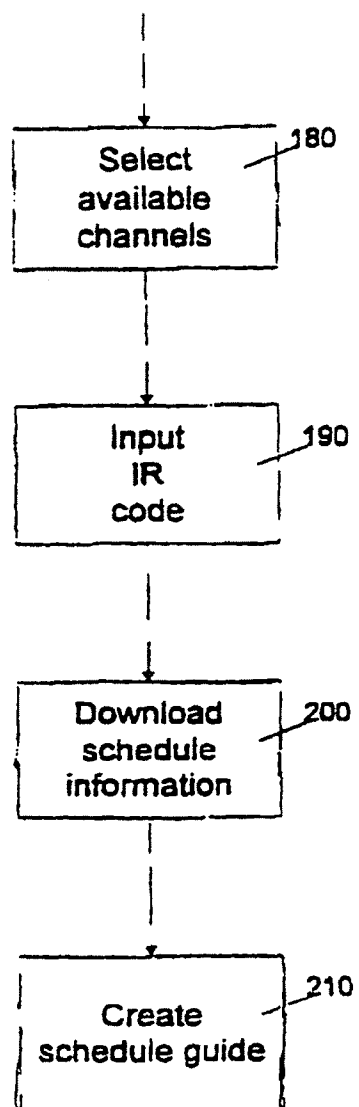 180
Select
available
channels
190
Input
IR
code
200
Download
schedule
information
210
Create
schedule guide